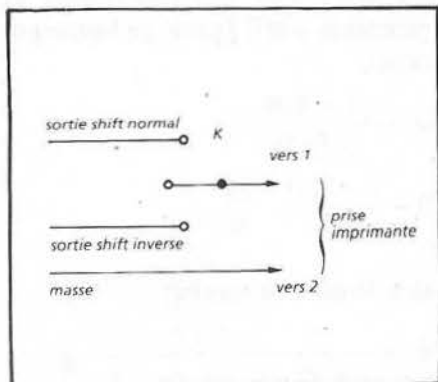 sortie shift normal
K
vers 1
prise
imprimante
sortie shift inverse
masse
vers 2